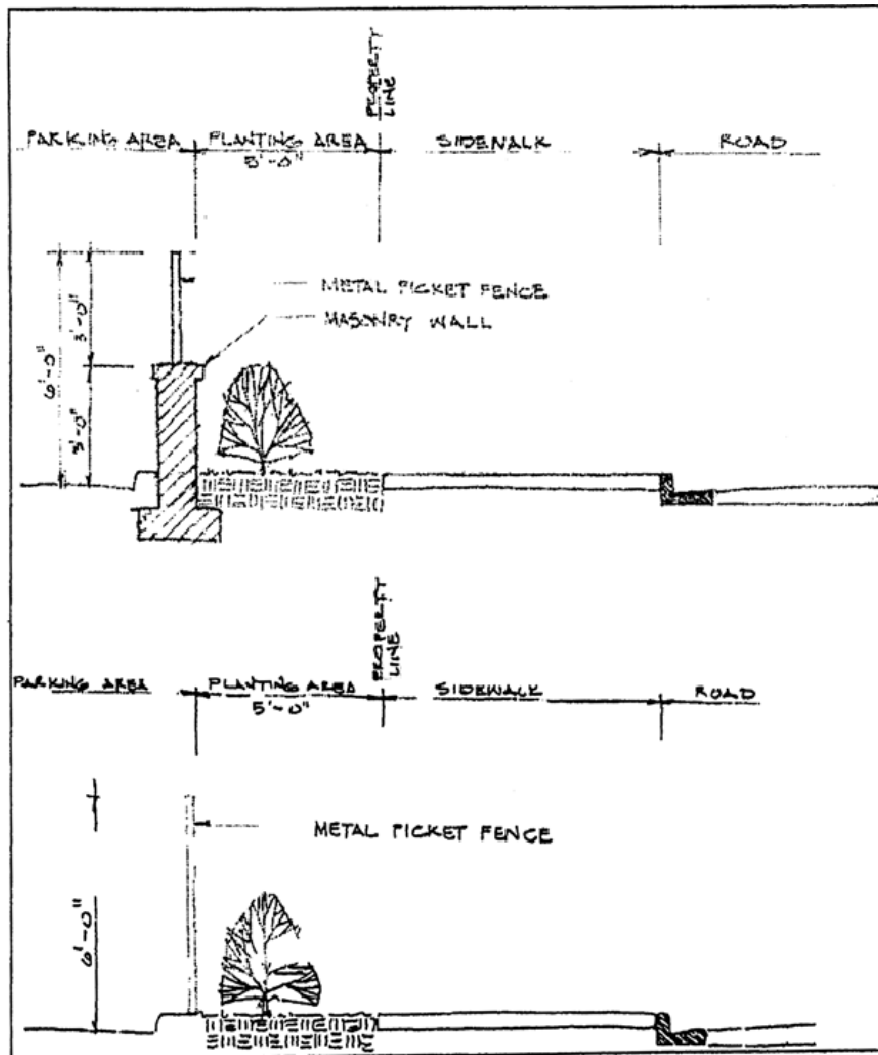 PROPERTY
LINE
PARKING AREA
PLANTING AREA
5'-0"
SIDEWALK
ROAD
METAL PICKET FENCE
MASONRY WALL
6'-0"
3'-0"
3'-0"
PROPERTY
LINE
PARKING AREA
PLANTING AREA
5'-0"
SIDEWALK
ROAD
METAL PICKET FENCE
6'-0"